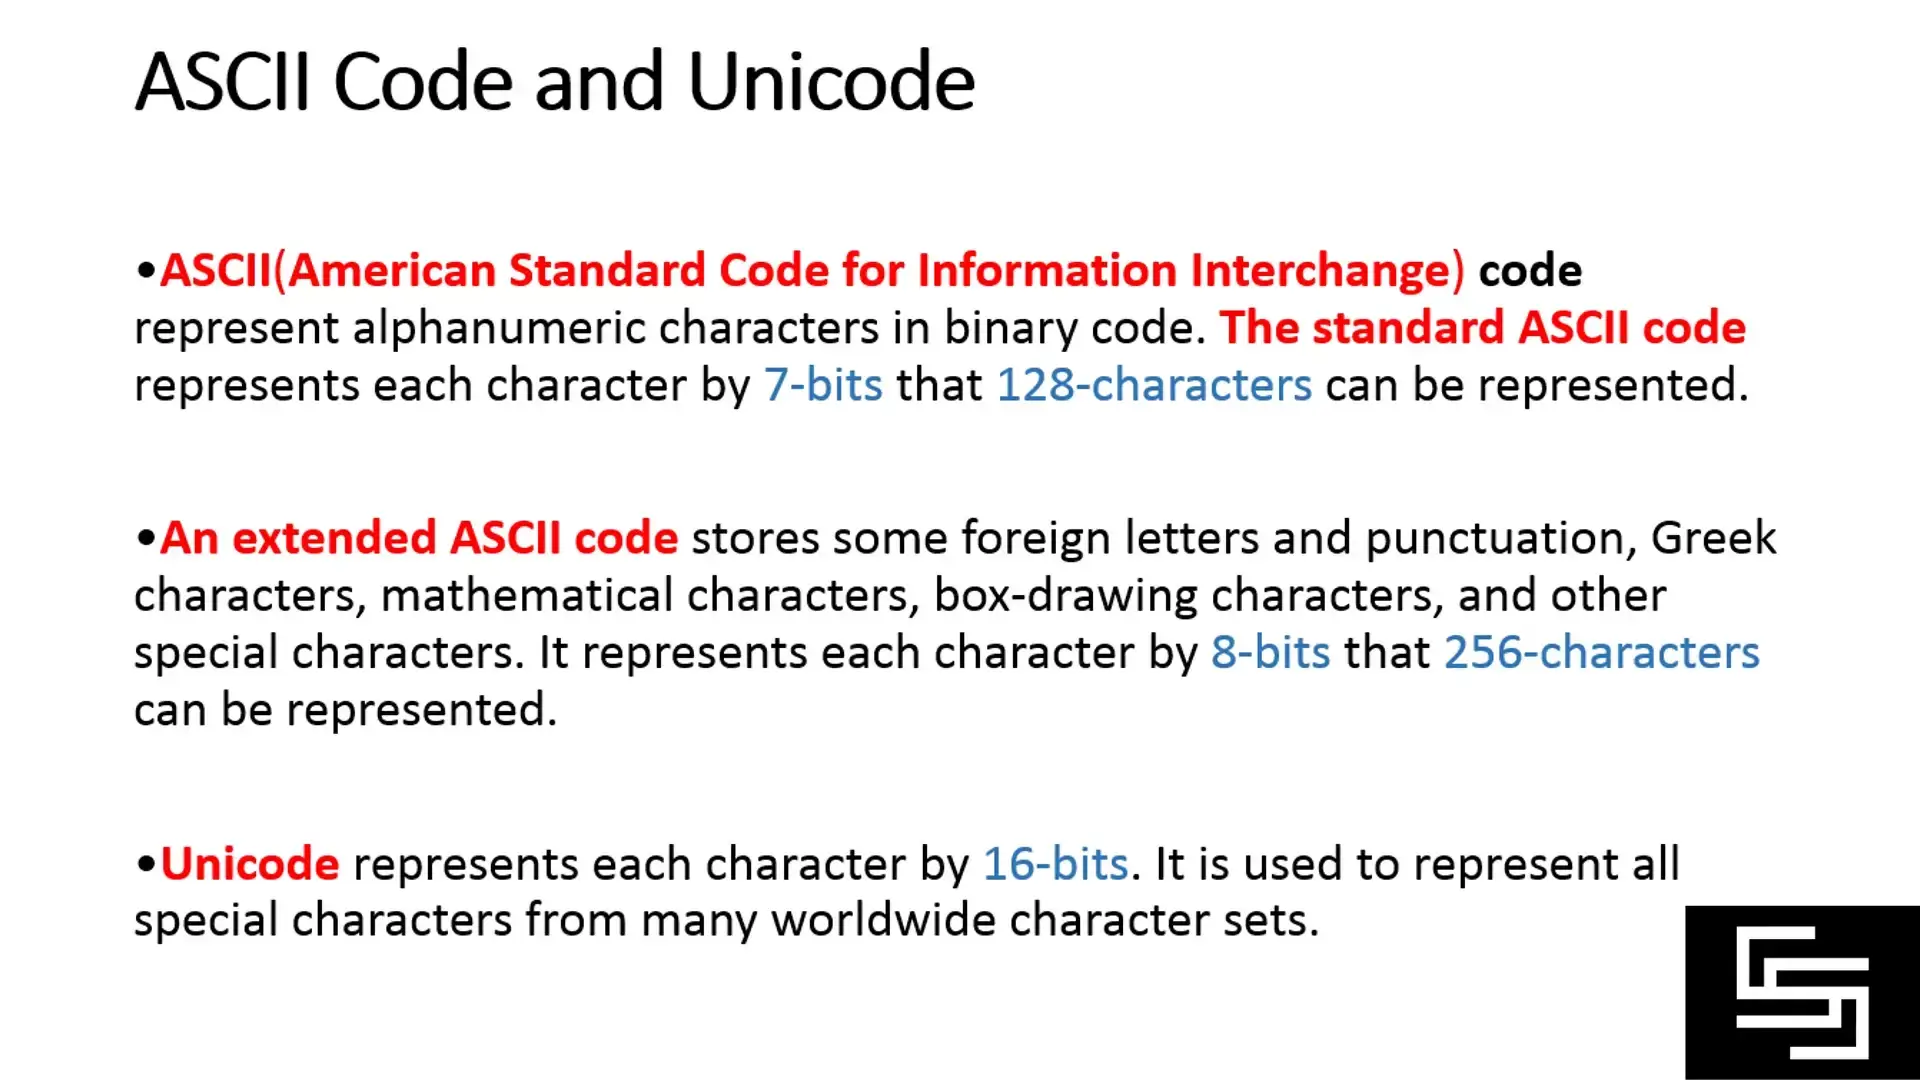 ASCII Code and Unicode
•ASCII(American Standard Code for Information Interchange) code
represent alphanumeric characters in binary code. The standard ASCII code
represents each character by 7-bits that 128-characters can be represented.
•An extended ASCII code stores some foreign letters and punctuation, Greek
characters, mathematical characters, box-drawing characters, and other
special characters. It represents each character by 8-bits that 256-characters
can be represented.
•Unicode represents each character by 16-bits. It is used to represent all
special characters from many worldwide character sets.